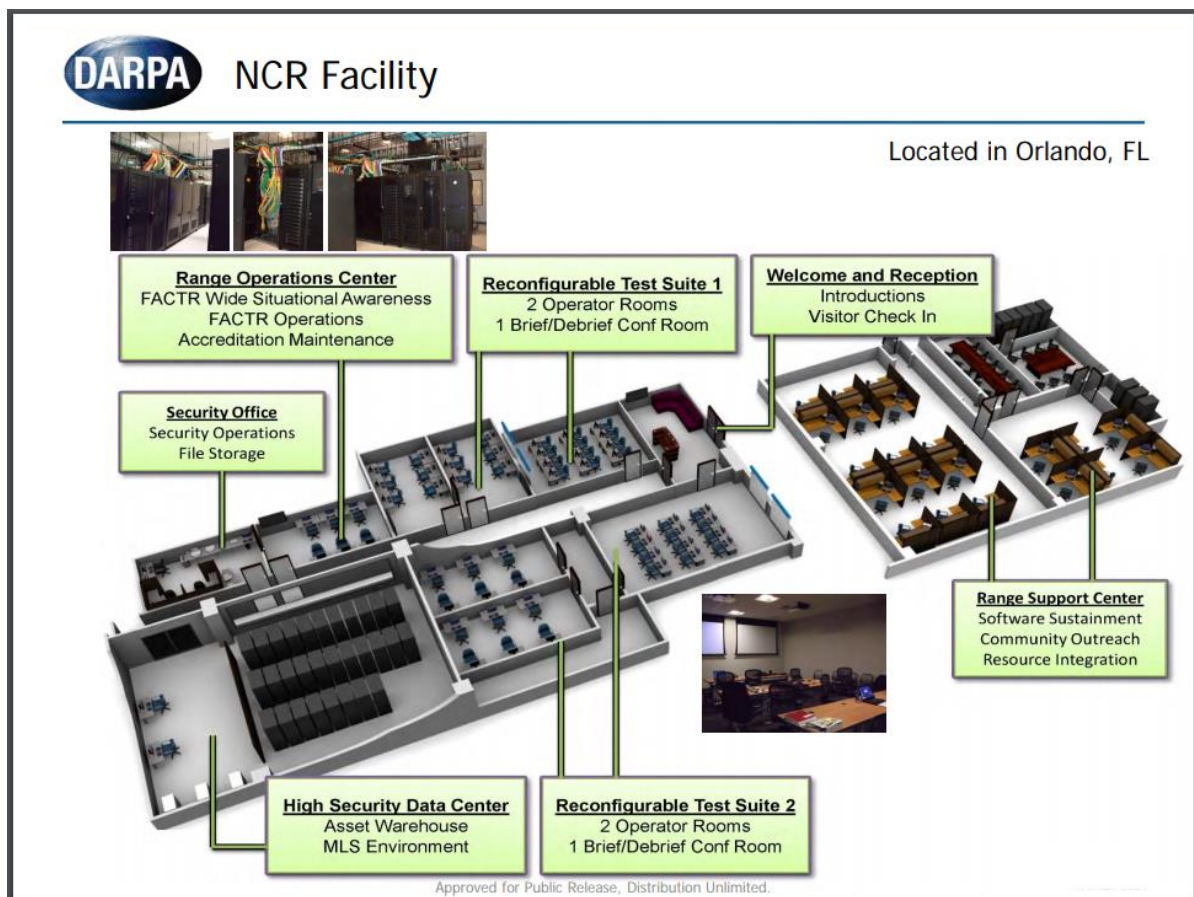 DARPA
NCR Facility
Located in Orlando, FL
Range Operations Center
FACTR Wide Situational Awareness
FACTR Operations
Accreditation Maintenance
Reconfigurable Test Suite 1
2 Operator Rooms
1 Brief/Debrief Conf Room
Welcome and Reception
Introductions
Visitor Check In
Security Office
Security Operations
File Storage
Range Support Center
Software Sustainment
Community Outreach
Resource Integration
High Security Data Center
Asset Warehouse
MLS Environment
Reconfigurable Test Suite 2
2 Operator Rooms
1 Brief/Debrief Conf Room
Approved for Public Release, Distribution Unlimited.